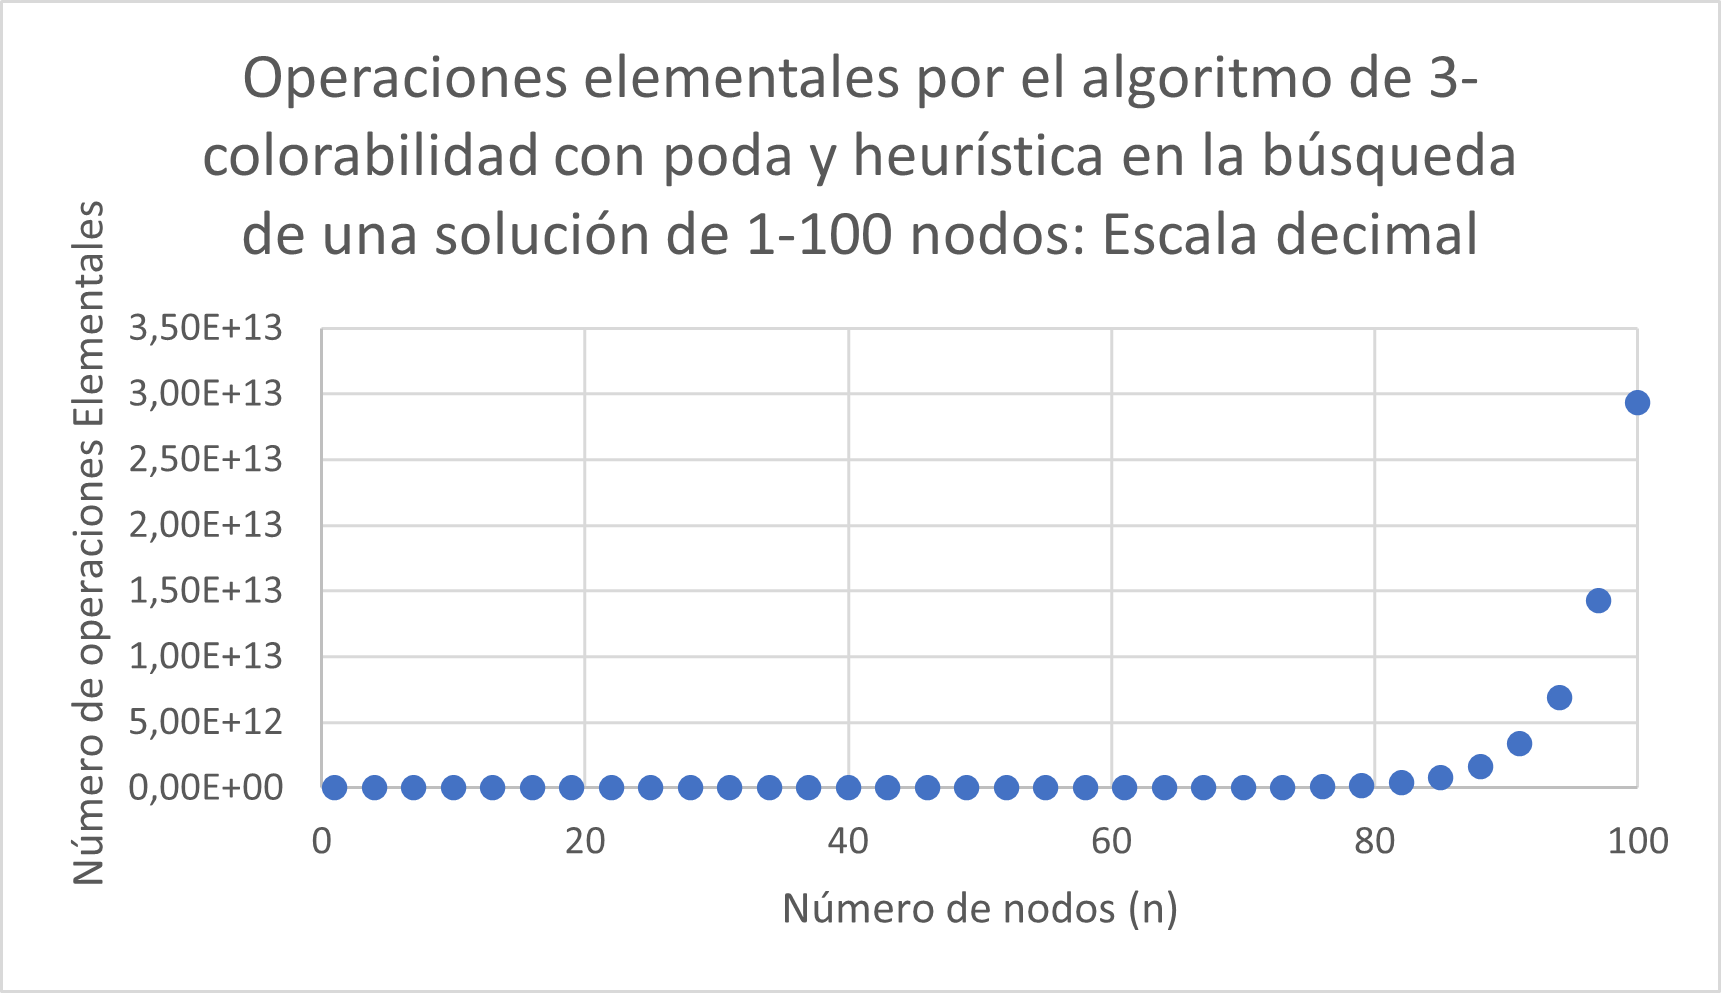 Operaciones elementales por el algoritmo de 3-
colorabilidad con poda y heurística en la búsqueda
de una solución de 1-100 nodos: Escala decimal
Número de operaciones Elementales
3,50E+13
3,00E+13
2,50E+13
2,00E+13
1,50E+13
1,00E+13
5,00E+12
0,00E+00
0 20 40 60 80 100
Número de nodos (n)